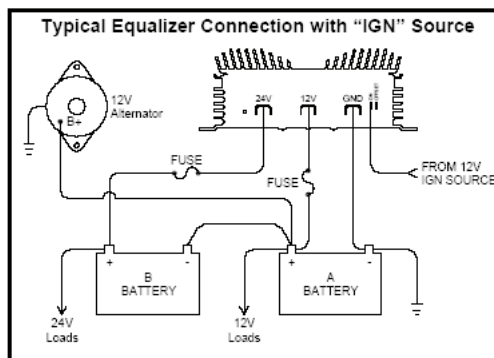 Typical Equalizer Connection with “IGN” Source
12V
Alternator
B+
24V
12V
GND
FUSE
FUSE
FROM 12V
IGN SOURCE
+
-
B
BATTERY
+
-
A
BATTERY
24V
Loads
12V
Loads